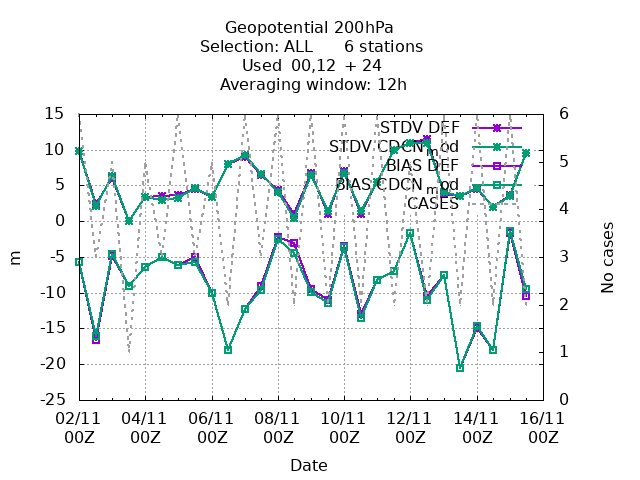 Geopotential 200hPa
Selection: ALL 6 stations
Used 00,12 + 24
Averaging window: 12h
15
10
5
0
-5
-10
-15
-20
-25
m
6
5
4
3
2
1
0
No cases
STDV DEF
STDV CDCN_mod
BIAS DEF
BIAS CDCN_mod
CASES
02/11 04/11 06/11 08/11 10/11 12/11 14/11 16/11
00Z 00Z 00Z 00Z 00Z 00Z 00Z 00Z
Date